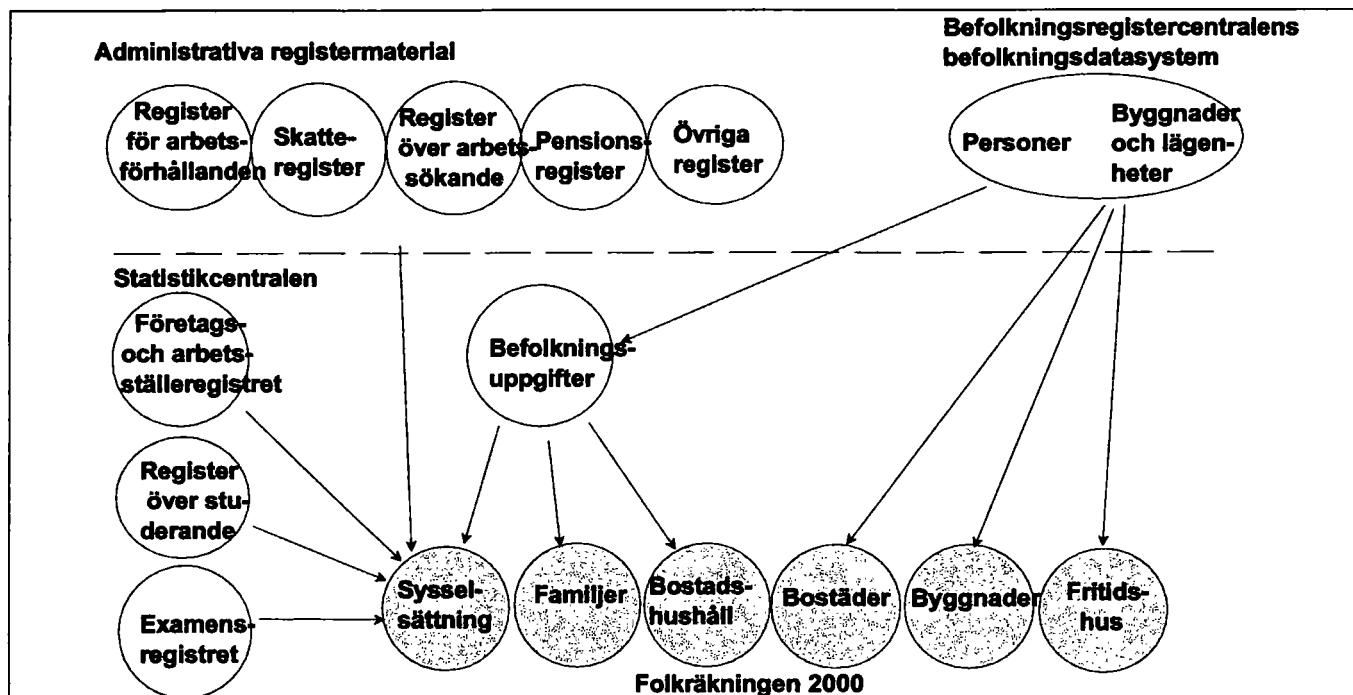 Administrativa registermaterial
Befolkningsregistercentralens
befolkningsdatasystem
Register
för arbets-
förhållanden
Skatte-
register
Register
över arbets-
sökande
Pensions-
register
Övriga
register
Personer
Byggnader
och lägen-
heter
Statistikcentralen
Företags-
och arbets-
ställeregistret
Befolknings-
uppgifter
Register
över stu-
derande
Examens-
registret
Syssel-
sättning
Familjer
Bostads-
hushåll
Bostäder
Byggnader
Fritids-
hus
Folkräkningen 2000